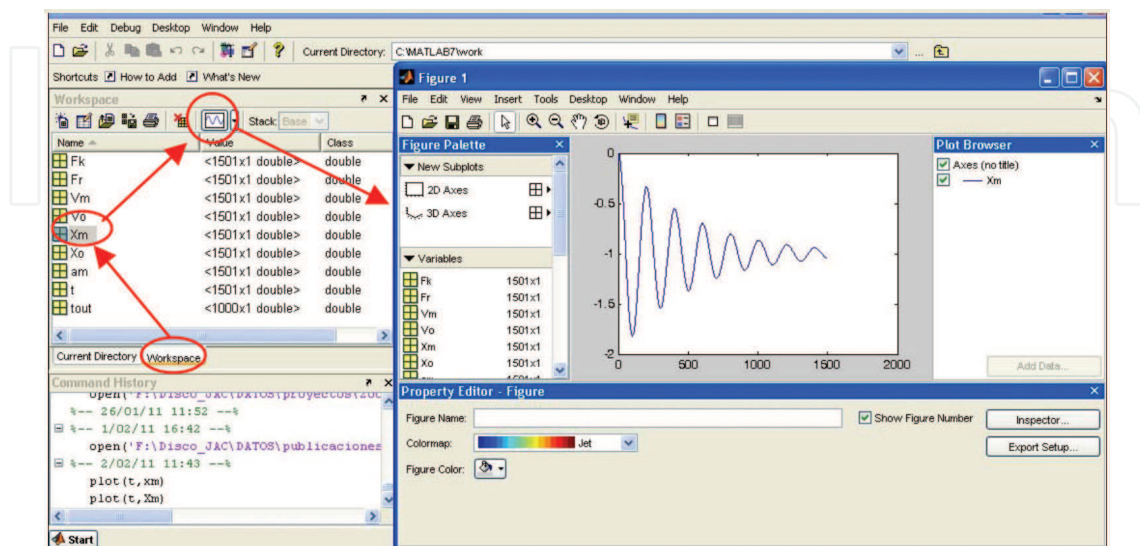 File Edit Debug Desktop Window Help
Current Directory: C:\MATLAB7\work
Shortcuts How to Add What's New
Workspace
Stack: Base
Name Value Class
Fk <1501x1 double> double
Fr <1501x1 double> double
Vm <1501x1 double> double
Vo <1501x1 double> double
Xm <1501x1 double> double
Xo <1501x1 double> double
am <1501x1 double> double
t <1501x1 double> double
tout <1000x1 double> double
Current Directory Workspace
Command History
open('F:\Disco_JAC\DATOS\proyectos\200
%-- 26/01/11 11:52 --%
%-- 1/02/11 16:42 --%
open('F:\Disco_JAC\DATOS\publicaciones
%-- 2/02/11 11:43 --%
plot(t,xm)
plot(t,Xm)
Start
Figure 1
File Edit View Insert Tools Desktop Window Help
Figure Palette
New Subplots
2D Axes
3D Axes
Variables
Fk 1501x1
Fr 1501x1
Vm 1501x1
Vo 1501x1
Xm 1501x1
Xo 1501x1
am 1501x1
0
-0.5
-1
-1.5
-2
0 500 1000 1500 2000
Plot Browser
Axes (no title)
Xm
Add Data...
Property Editor - Figure
Figure Name:
Show Figure Number
Inspector...
Colormap: Jet
Export Setup...
Figure Color: